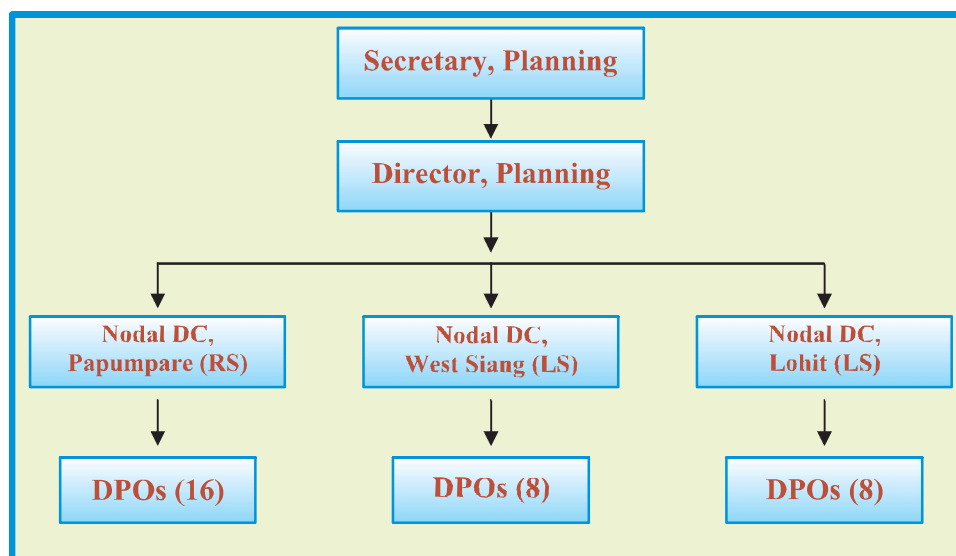 Secretary, Planning
Director, Planning
Nodal DC,
Papumpare (RS)
Nodal DC,
West Siang (LS)
Nodal DC,
Lohit (LS)
DPOs (16)
DPOs (8)
DPOs (8)